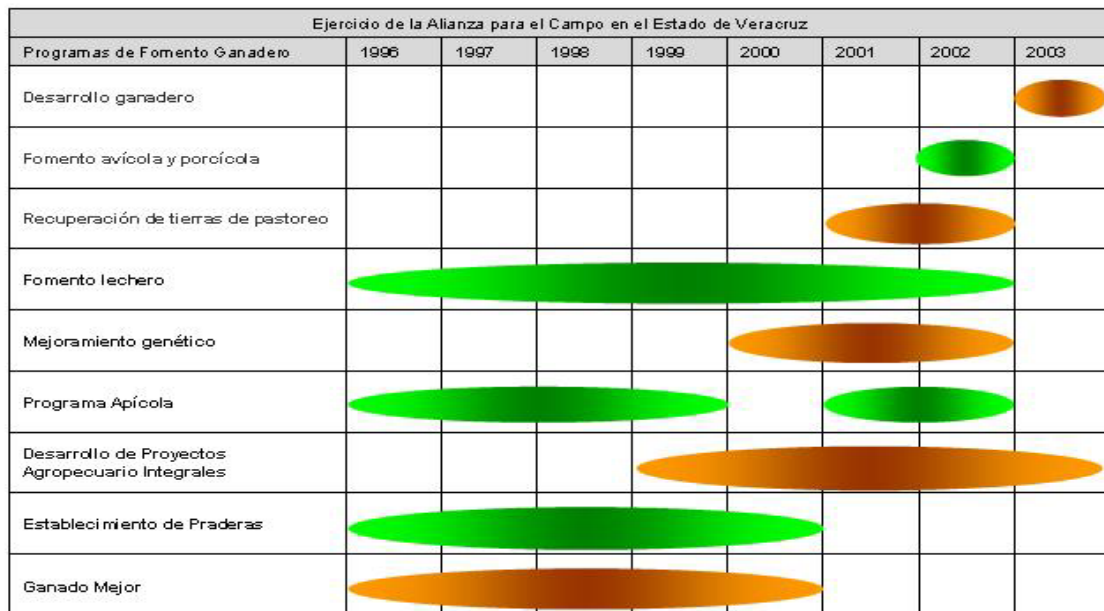 Ejercicio de la Alianza para el Campo en el Estado de Veracruz
Programas de Fomento Ganadero 1996 1997 1998 1999 2000 2001 2002 2003
Desarrollo ganadero
Fomento avícola y porcícola
Recuperación de tierras de pastoreo
Fomento lechero
Mejoramiento genético
Programa Apícola
Desarrollo de Proyectos
Agropecuario Integrales
Establecimiento de Praderas
Ganado Mejor